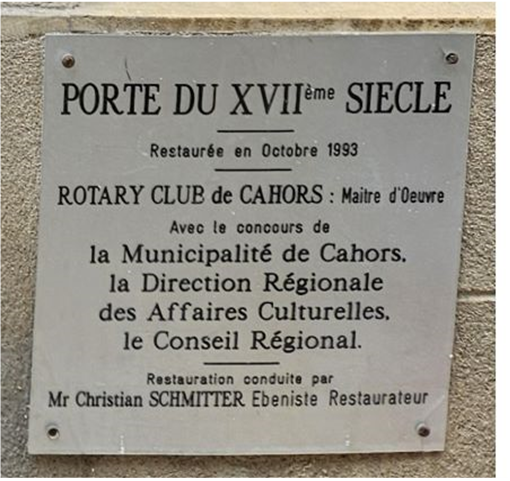 PORTE DU XVIIème SIECLE
Restaurée en Octobre 1993
ROTARY CLUB de CAHORS : Maitre d'Oeuvre
Avec le concours de
la Municipalité de Cahors,
la Direction Régionale
des Affaires Culturelles,
le Conseil Régional.
Restauration conduite par
Mr Christian SCHMITTER Ebeniste Restaurateur